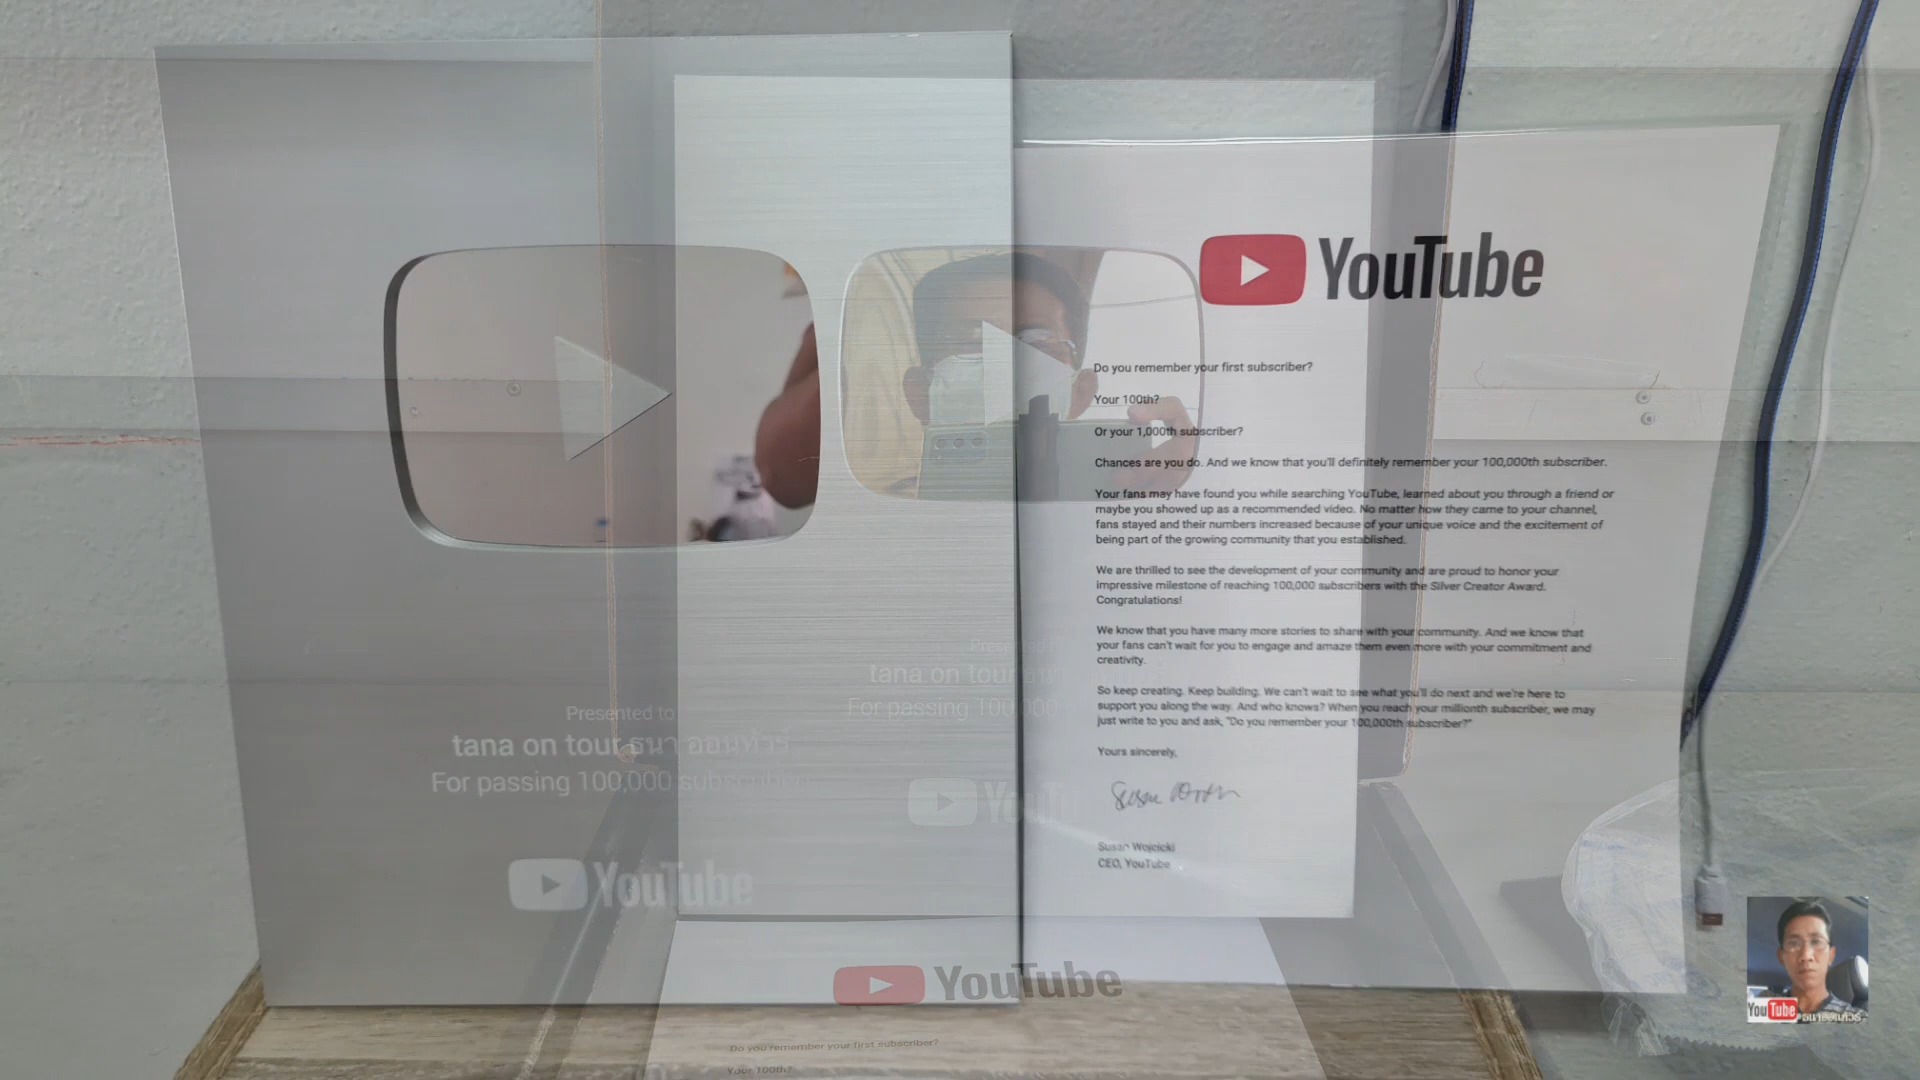 YouTube
Do you remember your first subscriber?
Your 100th?
Or your 1,000th subscriber?
Chances are you do. And we know that you'll definitely remember your 100,000th subscriber.
Your fans may have found you while searching YouTube, learned about you through a friend or
maybe you showed up as a recommended video. No matter how they came to your channel,
fans stayed and their numbers increased because of your unique voice and the excitement of
being part of the growing community that you established.
We are thrilled to see the development of your community and are proud to honor your
impressive milestone of reaching 100,000 subscribers with the Silver Creator Award.
Congratulations!
We know that you have many more stories to share with your community. And we know that
your fans can't wait for you to engage and amaze them even more with your commitment and
creativity.
So keep creating. Keep building. We can't wait to see what you'll do next and we're here to
support you along the way. And who knows? When you reach your millionth subscriber, we may
just write to you and ask, "Do you remember your 100,000th subscriber?"
Yours sincerely,
Susan Wojcicki
CEO, YouTube
Presented to
tana on tour ธนา ออนทัวร์
For passing 100,000 subscribers
YouTube
Presented
tana on tour
For passing 100,000
YouTube
YouTube
Do you remember your first subscriber?
Your 100th?
YouTube